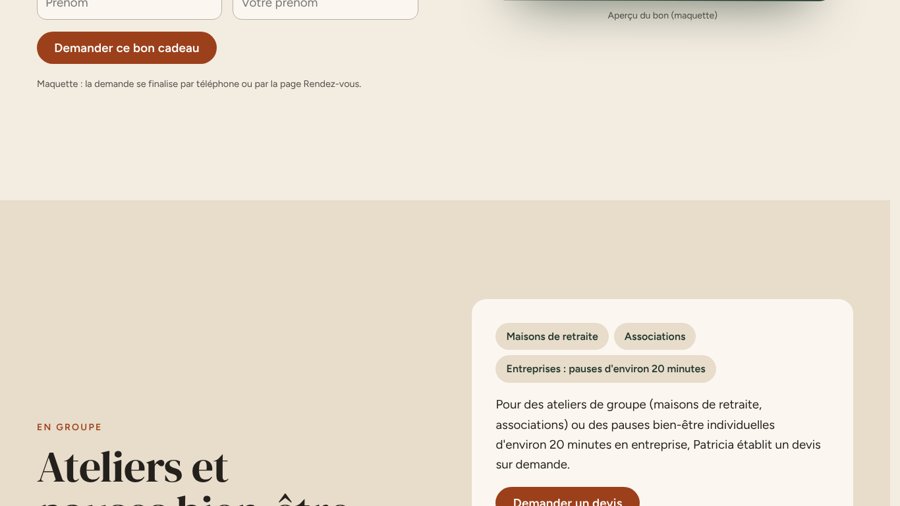 Prénom
Votre prénom
Demander ce bon cadeau
Maquette : la demande se finalise par téléphone ou par la page Rendez-vous.
Aperçu du bon (maquette)
EN GROUPE
Ateliers et
pauses bien-être
Maisons de retraite
Associations
Entreprises : pauses d'environ 20 minutes
Pour des ateliers de groupe (maisons de retraite,
associations) ou des pauses bien-être individuelles
d'environ 20 minutes en entreprise, Patricia établit un devis
sur demande.
Demander un devis